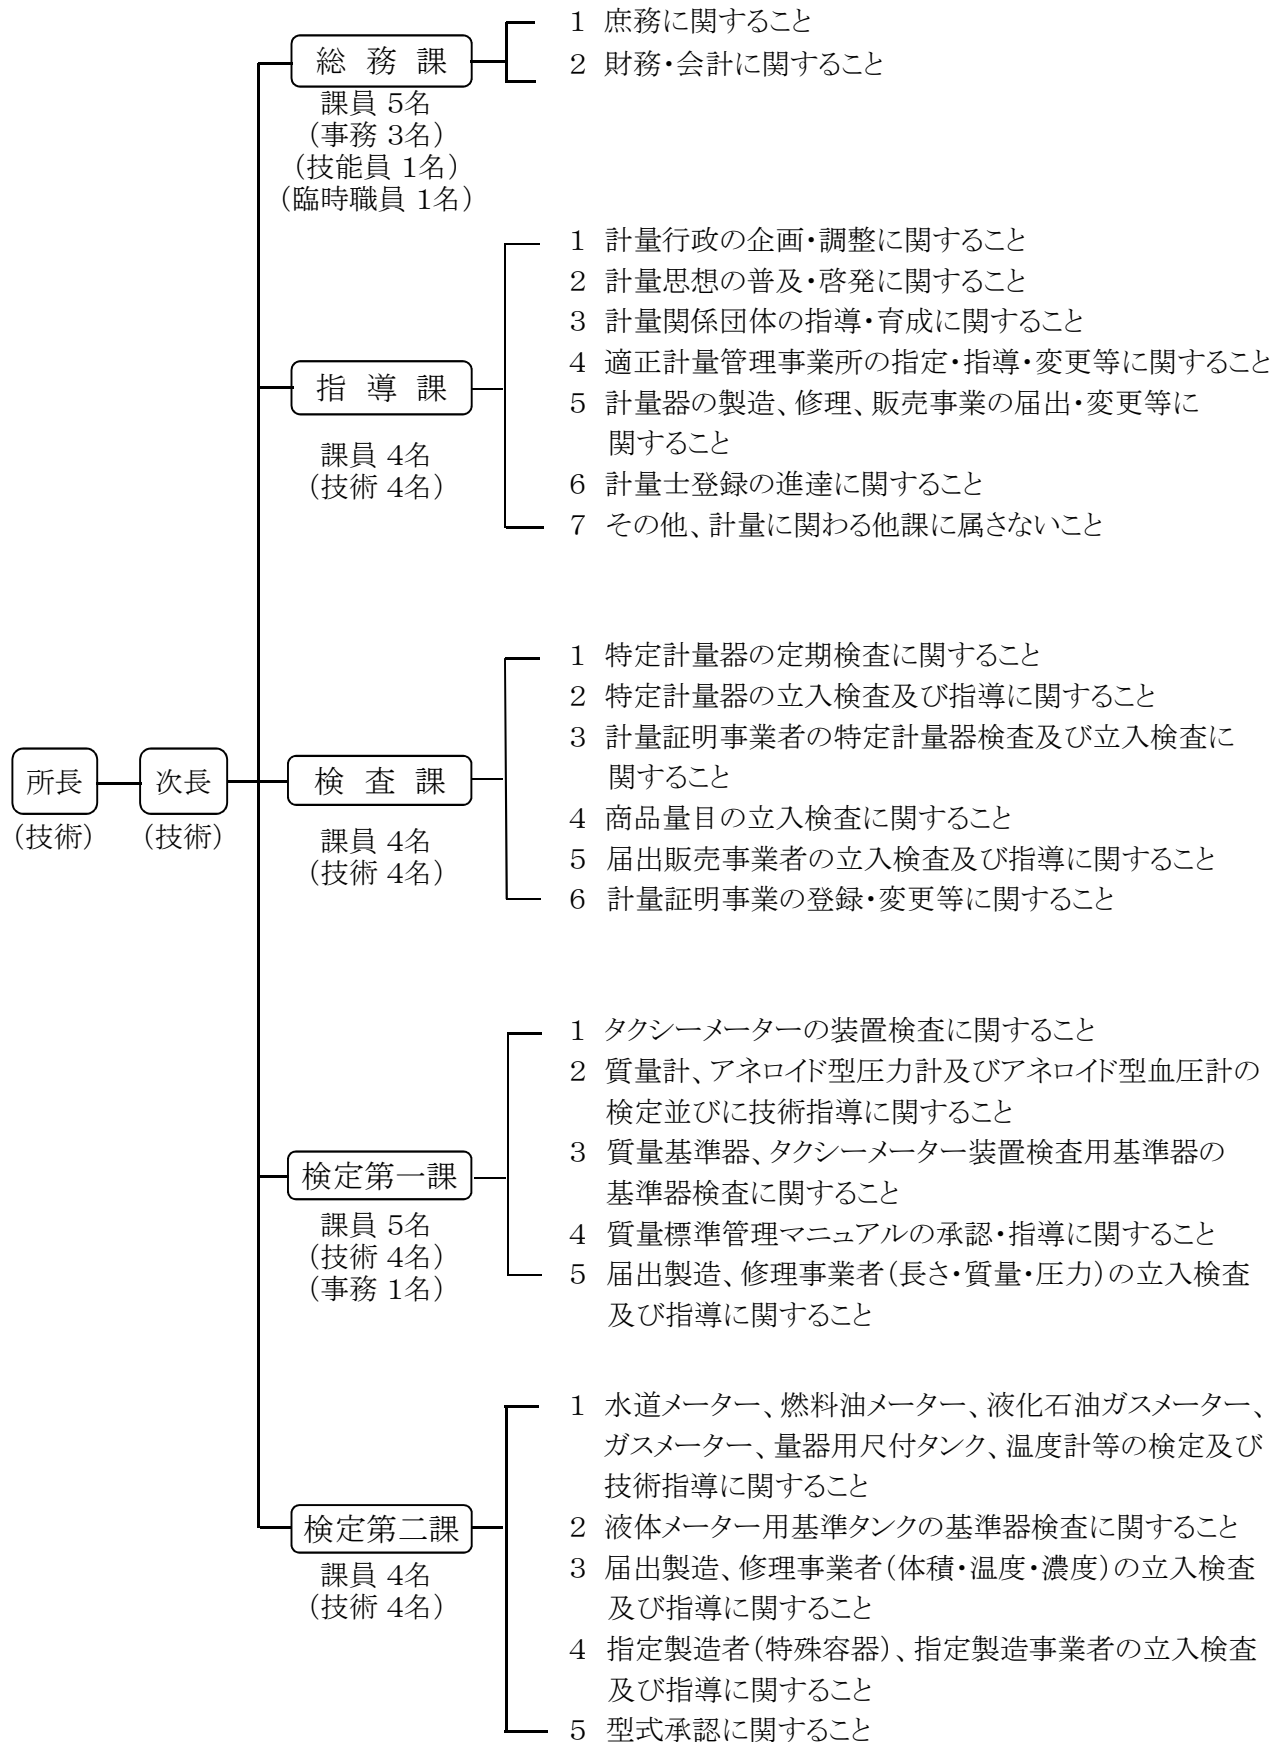 総務課
課員 5名
(事務 3名)
(技能員 1名)
(臨時職員 1名)
1 庶務に関すること
2 財務・会計に関すること
指導課
課員 4名
(技術 4名)
1 計量行政の企画・調整に関すること
2 計量思想の普及・啓発に関すること
3 計量関係団体の指導・育成に関すること
4 適正計量管理事業所の指定・指導・変更等に関すること
5 計量器の製造、修理、販売事業の届出・変更等に
関すること
6 計量士登録の進達に関すること
7 その他、計量に関わる他課に属さないこと
所長
(技術)
次長
(技術)
検査課
課員 4名
(技術 4名)
1 特定計量器の定期検査に関すること
2 特定計量器の立入検査及び指導に関すること
3 計量証明事業者の特定計量器検査及び立入検査に
関すること
4 商品量目の立入検査に関すること
5 届出販売事業者の立入検査及び指導に関すること
6 計量証明事業の登録・変更等に関すること
検定第一課
課員 5名
(技術 4名)
(事務 1名)
1 タクシーメーターの装置検査に関すること
2 質量計、アネロイド型圧力計及びアネロイド型血圧計の
検定並びに技術指導に関すること
3 質量基準器、タクシーメーター装置検査用基準器の
基準器検査に関すること
4 質量標準管理マニュアルの承認・指導に関すること
5 届出製造、修理事業者(長さ・質量・圧力)の立入検査
及び指導に関すること
検定第二課
課員 4名
(技術 4名)
1 水道メーター、燃料油メーター、液化石油ガスメーター、
ガスメーター、量器用尺付タンク、温度計等の検定及び
技術指導に関すること
2 液体メーター用基準タンクの基準器検査に関すること
3 届出製造、修理事業者(体積・温度・濃度)の立入検査
及び指導に関すること
4 指定製造者(特殊容器)、指定製造事業者の立入検査
及び指導に関すること
5 型式承認に関すること